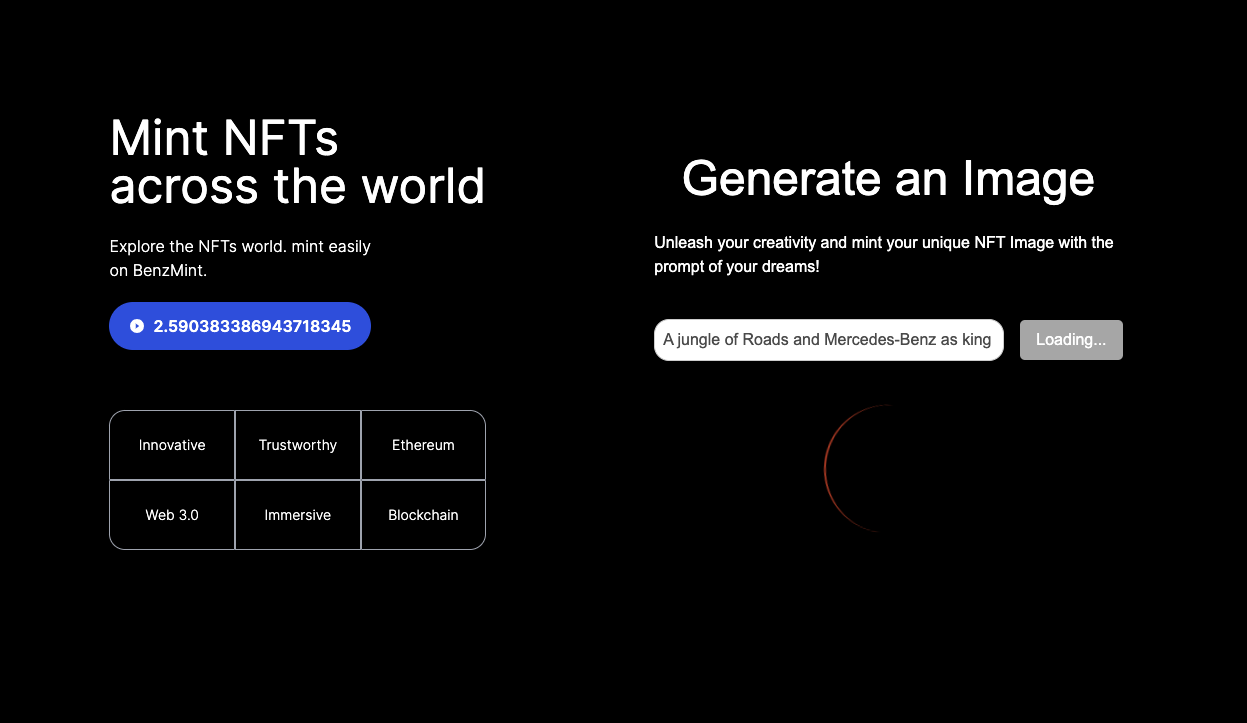 Mint NFTs
across the world
Explore the NFTs world. mint easily
on BenzMint.
2.590383386943718345
Innovative
Trustworthy
Ethereum
Web 3.0
Immersive
Blockchain
Generate an Image
Unleash your creativity and mint your unique NFT Image with the
prompt of your dreams!
A jungle of Roads and Mercedes-Benz as king
Loading...